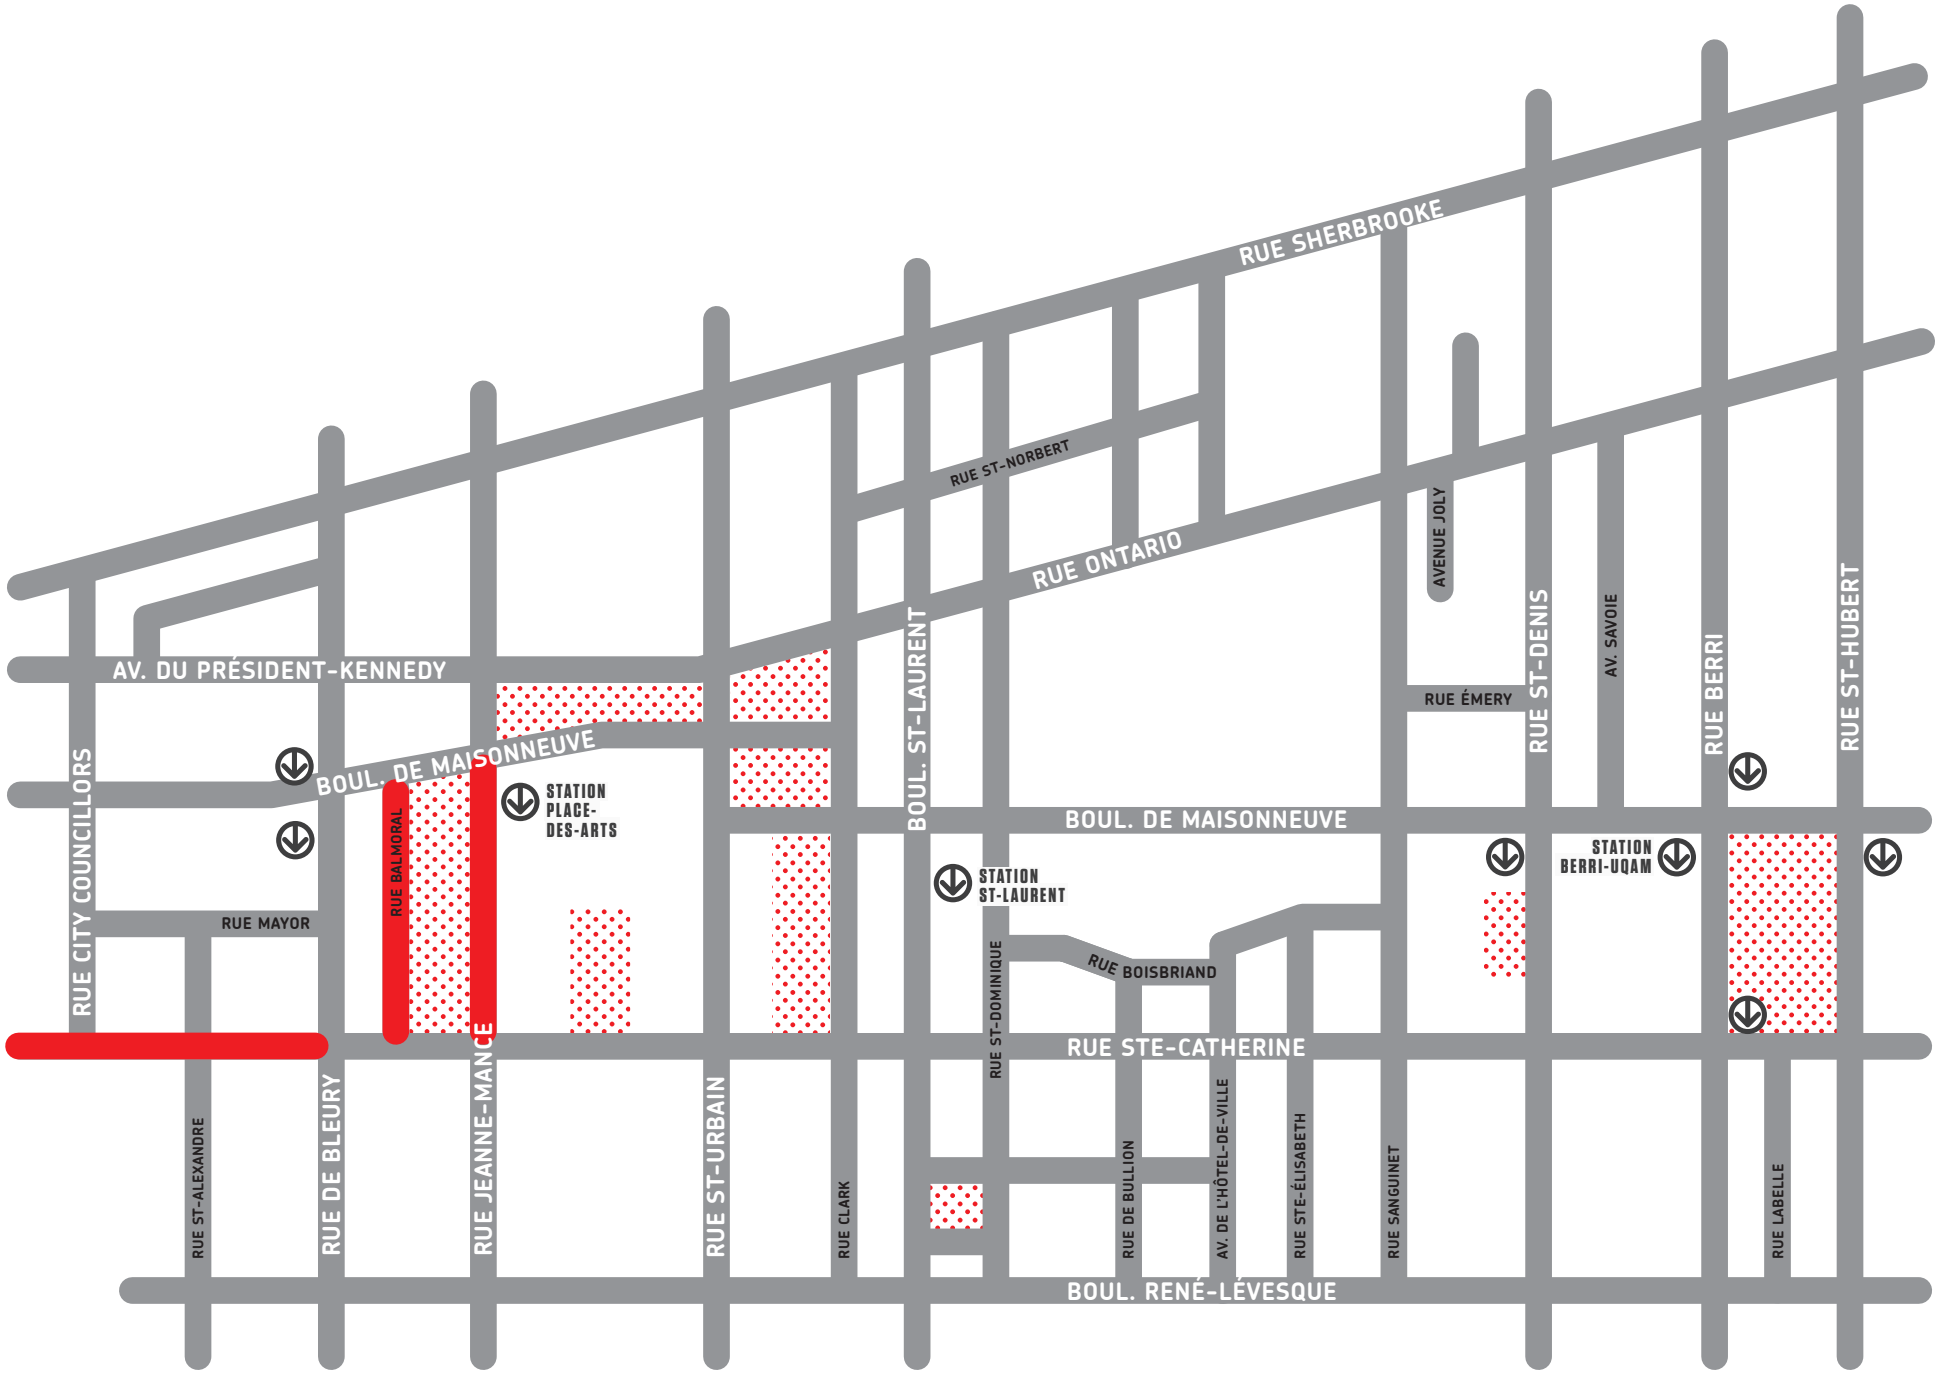 RUE SHERBROOKE
RUE ST-NORBERT
RUE ONTARIO
AVENUE JOLY
AV. DU PRÉSIDENT-KENNEDY
RUE ST-DENIS
AV. SAVOIE
RUE BERRI
RUE ST-HUBERT
RUE ÉMERY
BOUL. ST-LAURENT
BOUL. DE MAISONNEUVE
RUE CITY COUNCILLORS
STATION
PLACE-
DES-ARTS
RUE BALMORAL
BOUL. DE MAISONNEUVE
STATION
BERRI-UQAM
STATION
ST-LAURENT
RUE MAYOR
RUE ST-DOMINIQUE
RUE BOISBRIAND
RUE STE-CATHERINE
RUE ST-ALEXANDRE
RUE DE BLEURY
RUE JEANNE-MANCE
RUE ST-URBAIN
RUE CLARK
RUE DE BULLION
AV. DE L'HÔTEL-DE-VILLE
RUE STE-ÉLISABETH
RUE SANGUINET
RUE LABELLE
BOUL. RENÉ-LÉVESQUE